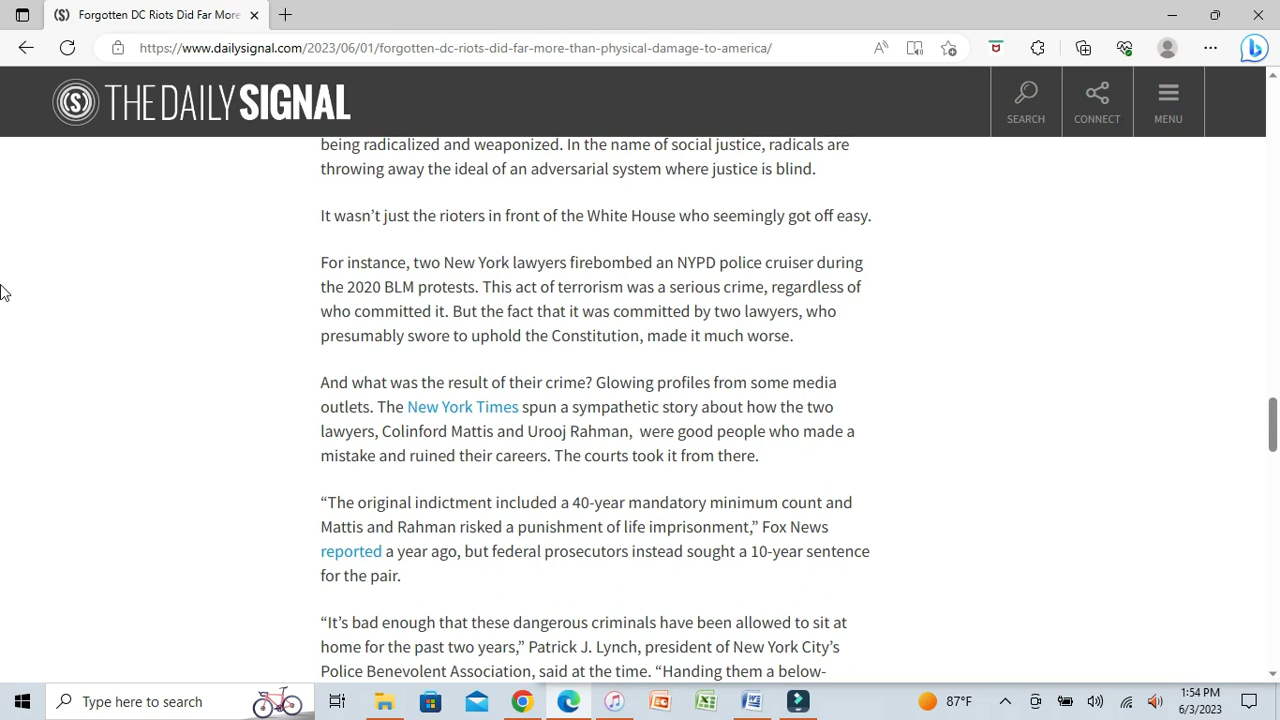 Forgotten DC Riots Did Far More
https://www.dailysignal.com/2023/06/01/forgotten-dc-riots-did-far-more-than-physical-damage-to-america/
THE DAILY SIGNAL
SEARCH
CONNECT
MENU
being radicalized and weaponized. In the name of social justice, radicals are
throwing away the ideal of an adversarial system where justice is blind.
It wasn’t just the rioters in front of the White House who seemingly got off easy.
For instance, two New York lawyers firebombed an NYPD police cruiser during
the 2020 BLM protests. This act of terrorism was a serious crime, regardless of
who committed it. But the fact that it was committed by two lawyers, who
presumably swore to uphold the Constitution, made it much worse.
And what was the result of their crime? Glowing profiles from some media
outlets. The New York Times spun a sympathetic story about how the two
lawyers, Colinford Mattis and Urooj Rahman,  were good people who made a
mistake and ruined their careers. The courts took it from there.
“The original indictment included a 40-year mandatory minimum count and
Mattis and Rahman risked a punishment of life imprisonment,” Fox News
reported a year ago, but federal prosecutors instead sought a 10-year sentence
for the pair.
“It’s bad enough that these dangerous criminals have been allowed to sit at
home for the past two years,” Patrick J. Lynch, president of New York City’s
Police Benevolent Association, said at the time. “Handing them a below-
Type here to search
87°F
1:54 PM
6/3/2023